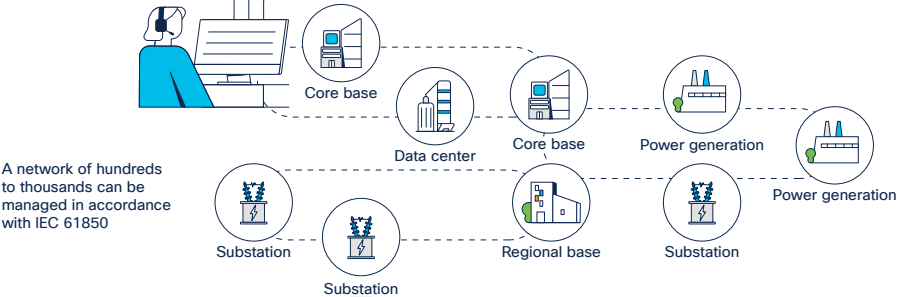 Core base
Data center
Core base
Power generation
Power generation
A network of hundreds
to thousands can be
managed in accordance
with IEC 61850
Substation
Substation
Regional base
Substation